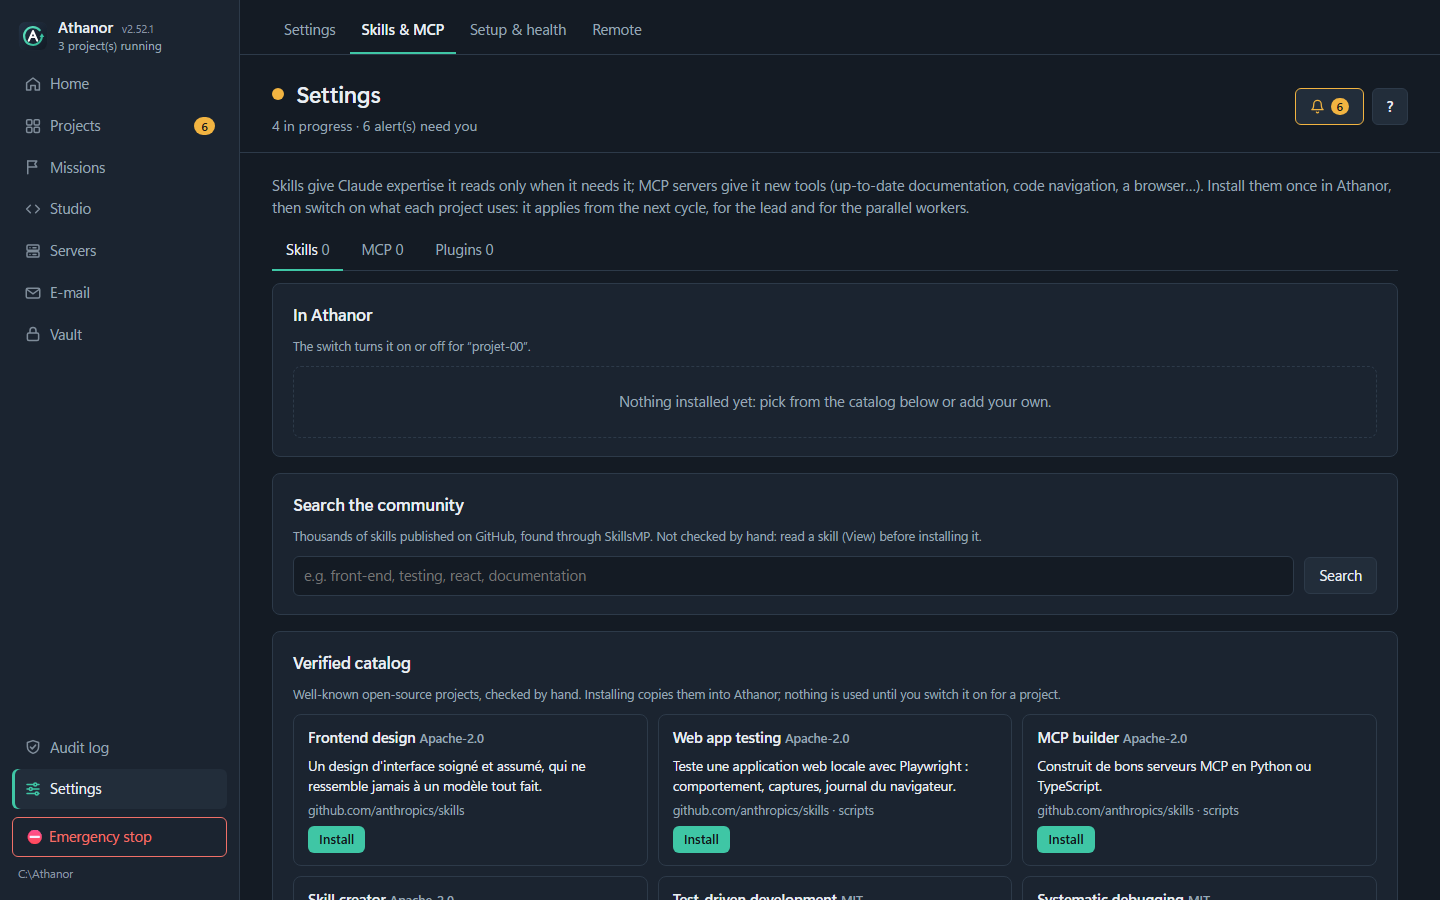 Athanor v2.52.1
3 project(s) running
Home
Projects 6
Missions
Studio
Servers
E-mail
Vault
Audit log
Settings
Emergency stop
C:\Athanor
Settings Skills & MCP Setup & health Remote
Settings
4 in progress · 6 alert(s) need you
6 ?
Skills give Claude expertise it reads only when it needs it; MCP servers give it new tools (up-to-date documentation, code navigation, a browser...). Install them once in Athanor,
then switch on what each project uses: it applies from the next cycle, for the lead and for the parallel workers.
Skills 0 MCP 0 Plugins 0
In Athanor
The switch turns it on or off for "projet-00".
Nothing installed yet: pick from the catalog below or add your own.
Search the community
Thousands of skills published on GitHub, found through SkillsMP. Not checked by hand: read a skill (View) before installing it.
e.g. front-end, testing, react, documentation Search
Verified catalog
Well-known open-source projects, checked by hand. Installing copies them into Athanor; nothing is used until you switch it on for a project.
Frontend design Apache-2.0
Un design d'interface soigné et assumé, qui ne
ressemble jamais à un modèle tout fait.
github.com/anthropics/skills
Install
Web app testing Apache-2.0
Teste une application web locale avec Playwright :
comportement, captures, journal du navigateur.
github.com/anthropics/skills · scripts
Install
MCP builder Apache-2.0
Construit de bons serveurs MCP en Python ou
TypeScript.
github.com/anthropics/skills · scripts
Install
Skill creator Apache-2.0
Test-driven development MIT
Systematic debugging MIT